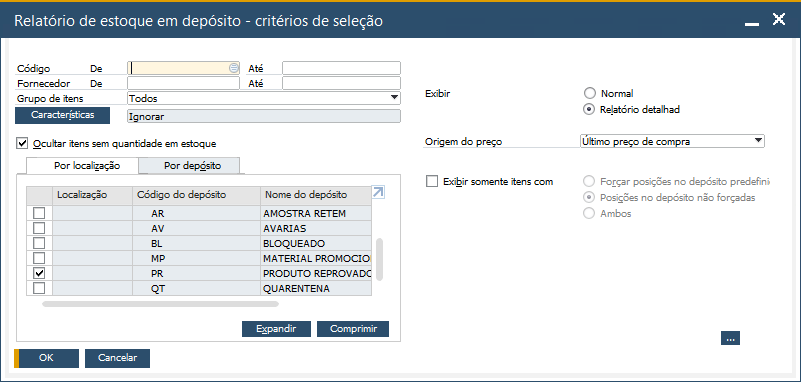 Relatório de estoque em depósito - critérios de seleção
Código De Até
Fornecedor De Até
Grupo de itens Todos
Características Ignorar
Ocultar itens sem quantidade em estoque
Por localização Por depósito
Localização Código do depósito Nome do depósito
AR AMOSTRA RETEM
AV AVARIAS
BL BLOQUEADO
MP MATERIAL PROMOCIO
PR PRODUTO REPROVADO
QT QUARENTENA
Expandir Comprimir
Exibir Normal
Relatório detalhad
Origem do preço Último preço de compra
Exibir somente itens com Forçar posições no depósito predefini
Posições no depósito não forçadas
Ambos
...
OK Cancelar